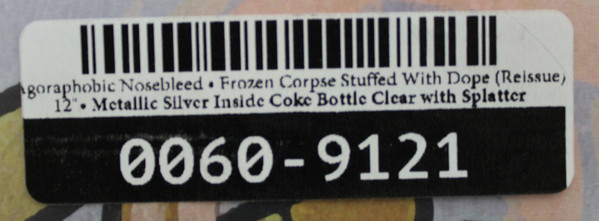 Agoraphobic Nosebleed • Frozen Corpse Stuffed With Dope (Reissue)
12" • Metallic Silver Inside Coke Bottle Clear with Splatter
0060-9121